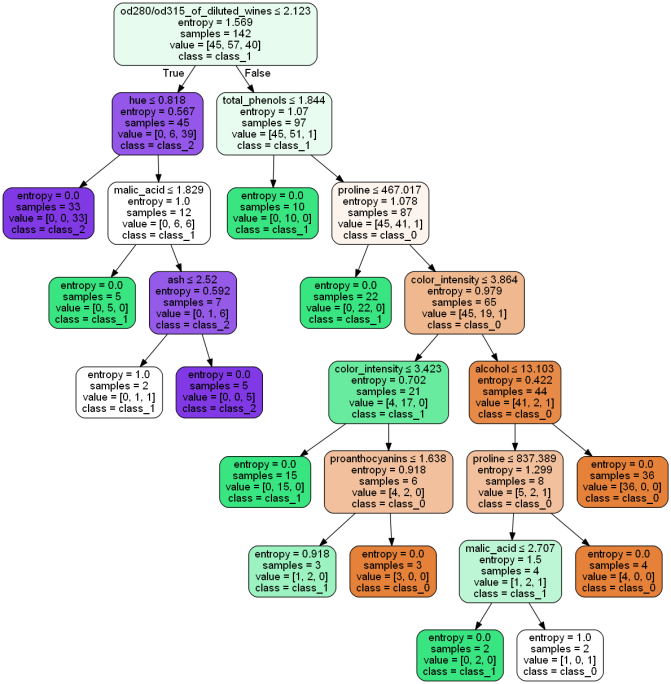 od280/od315_of_diluted_wines ≤ 2.123
entropy = 1.569
samples = 142
value = [45, 57, 40]
class = class_1
True
False
hue ≤ 0.818
entropy = 0.567
samples = 45
value = [0, 6, 39]
class = class_2
total_phenols ≤ 1.844
entropy = 1.07
samples = 97
value = [45, 51, 1]
class = class_1
entropy = 0.0
samples = 33
value = [0, 0, 33]
class = class_2
malic_acid ≤ 1.829
entropy = 1.0
samples = 12
value = [0, 6, 6]
class = class_1
entropy = 0.0
samples = 10
value = [0, 10, 0]
class = class_1
proline ≤ 467.017
entropy = 1.078
samples = 87
value = [45, 41, 1]
class = class_0
entropy = 0.0
samples = 5
value = [0, 5, 0]
class = class_1
ash ≤ 2.52
entropy = 0.592
samples = 7
value = [0, 1, 6]
class = class_2
entropy = 0.0
samples = 22
value = [0, 22, 0]
class = class_1
color_intensity ≤ 3.864
entropy = 0.979
samples = 65
value = [45, 19, 1]
class = class_0
entropy = 1.0
samples = 2
value = [0, 1, 1]
class = class_1
entropy = 0.0
samples = 5
value = [0, 0, 5]
class = class_2
color_intensity ≤ 3.423
entropy = 0.702
samples = 21
value = [4, 17, 0]
class = class_1
alcohol ≤ 13.103
entropy = 0.422
samples = 44
value = [41, 2, 1]
class = class_0
entropy = 0.0
samples = 15
value = [0, 15, 0]
class = class_1
proanthocyanins ≤ 1.638
entropy = 0.918
samples = 6
value = [4, 2, 0]
class = class_0
proline ≤ 837.389
entropy = 1.299
samples = 8
value = [5, 2, 1]
class = class_0
entropy = 0.0
samples = 36
value = [36, 0, 0]
class = class_0
entropy = 0.918
samples = 3
value = [1, 2, 0]
class = class_1
entropy = 0.0
samples = 3
value = [3, 0, 0]
class = class_0
malic_acid ≤ 2.707
entropy = 1.5
samples = 4
value = [1, 2, 1]
class = class_1
entropy = 0.0
samples = 4
value = [4, 0, 0]
class = class_0
entropy = 0.0
samples = 2
value = [0, 2, 0]
class = class_1
entropy = 1.0
samples = 2
value = [1, 0, 1]
class = class_0